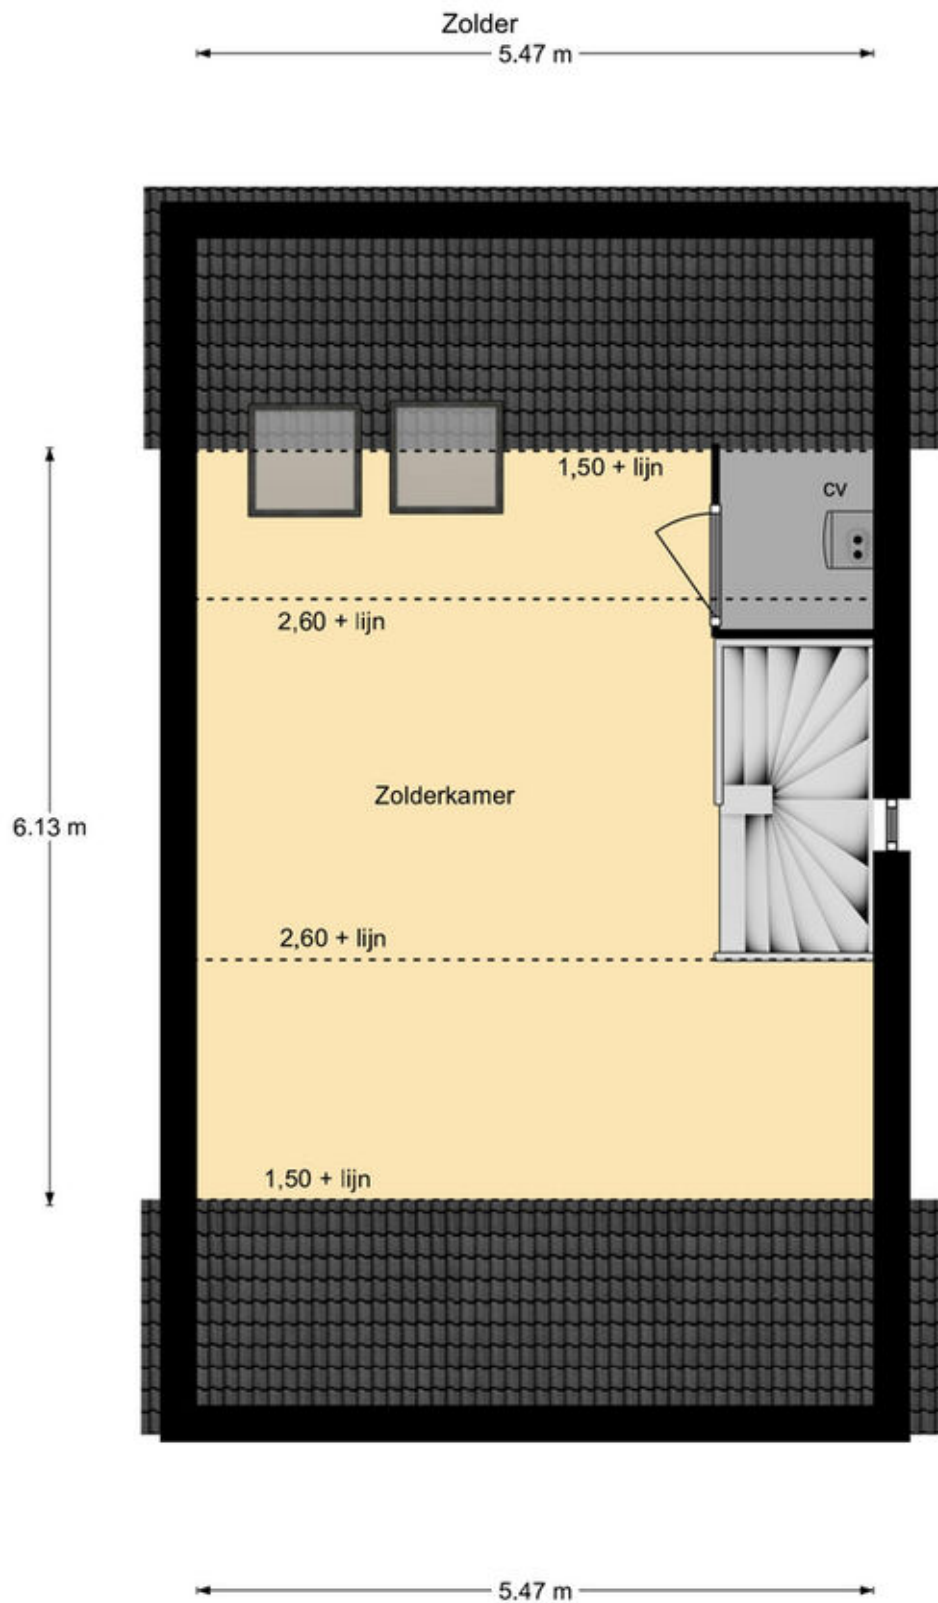 Zolder
5.47 m
1,50 + lijn
cv
2,60 + lijn
Zolderkamer
6.13 m
2,60 + lijn
1,50 + lijn
5.47 m